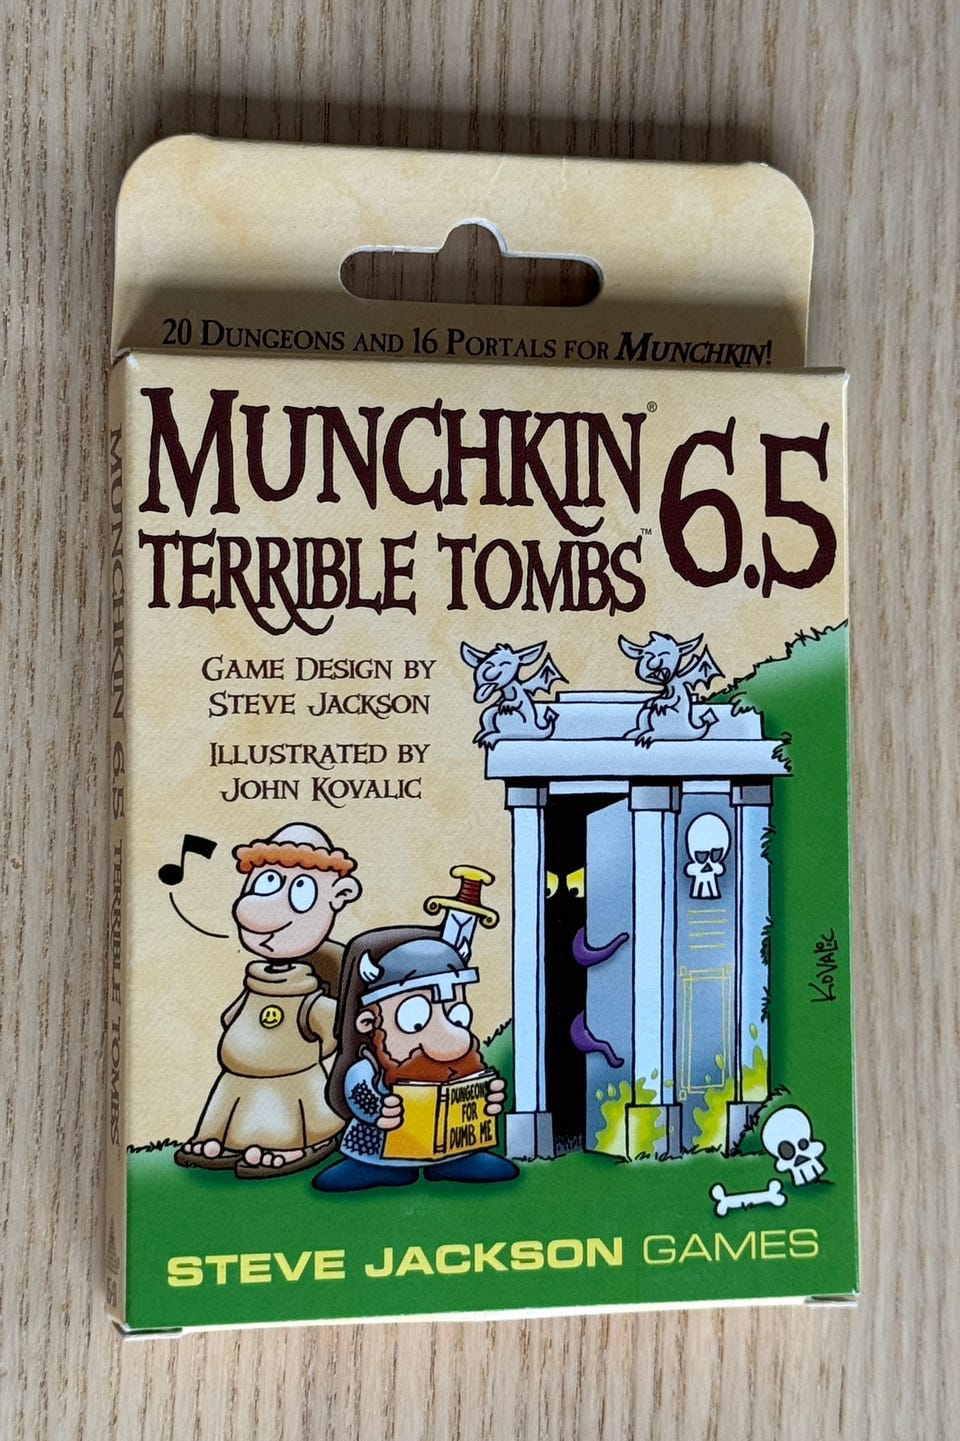 20 Dungeons and 16 Portals for Munchkin!
Munchkin® 6.5
Terrible Tombs™
Game Design by
Steve Jackson
Illustrated by
John Kovalic
DUNGEONS
FOR
DUMB ME
KOVALIC
STEVE JACKSON GAMES
MUNCHKIN 6.5 TERRIBLE TOMBS